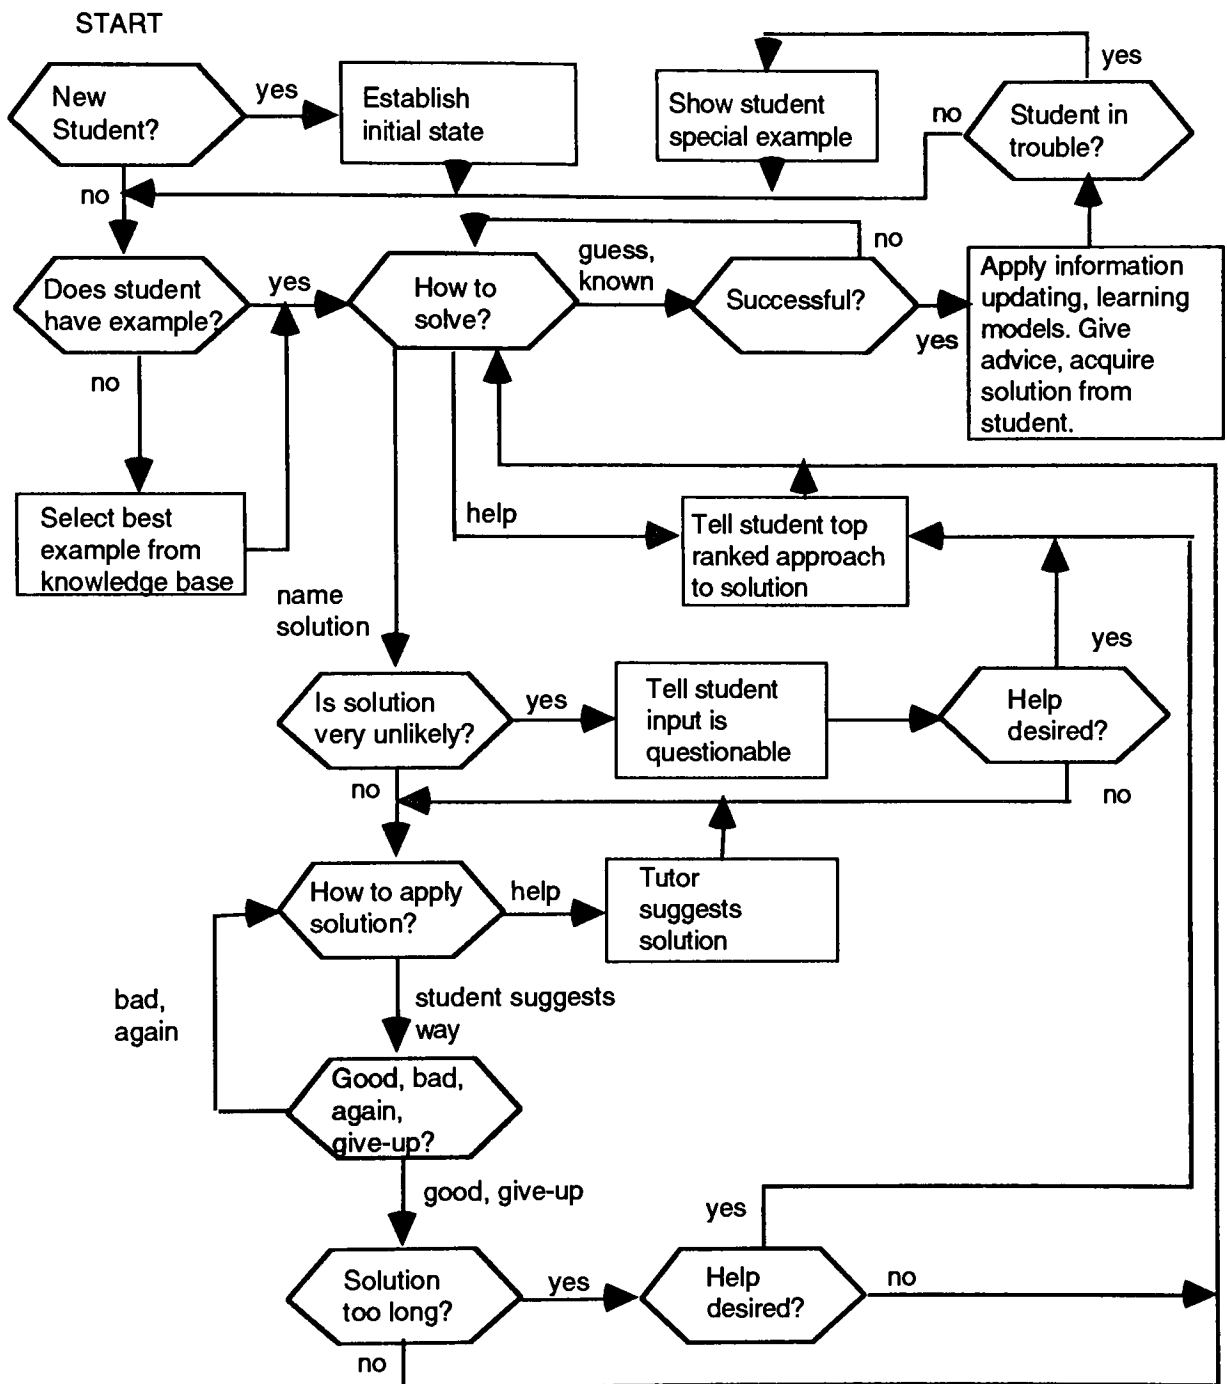 START
New
Student?
yes
Establish
initial state
Show student
special example
yes
no
Student in
trouble?
no
Does student
have example?
yes
How to
solve?
guess,
known
no
Successful?
yes
Apply information
updating, learning
models. Give
advice, acquire
solution from
student.
no
Select best
example from
knowledge base
help
Tell student top
ranked approach
to solution
name
solution
yes
Is solution
very unlikely?
yes
Tell student
input is
questionable
Help
desired?
no
no
How to apply
solution?
help
Tutor
suggests
solution
bad,
again
student suggests
way
Good, bad,
again,
give-up?
good, give-up
yes
Solution
too long?
yes
Help
desired?
no
no